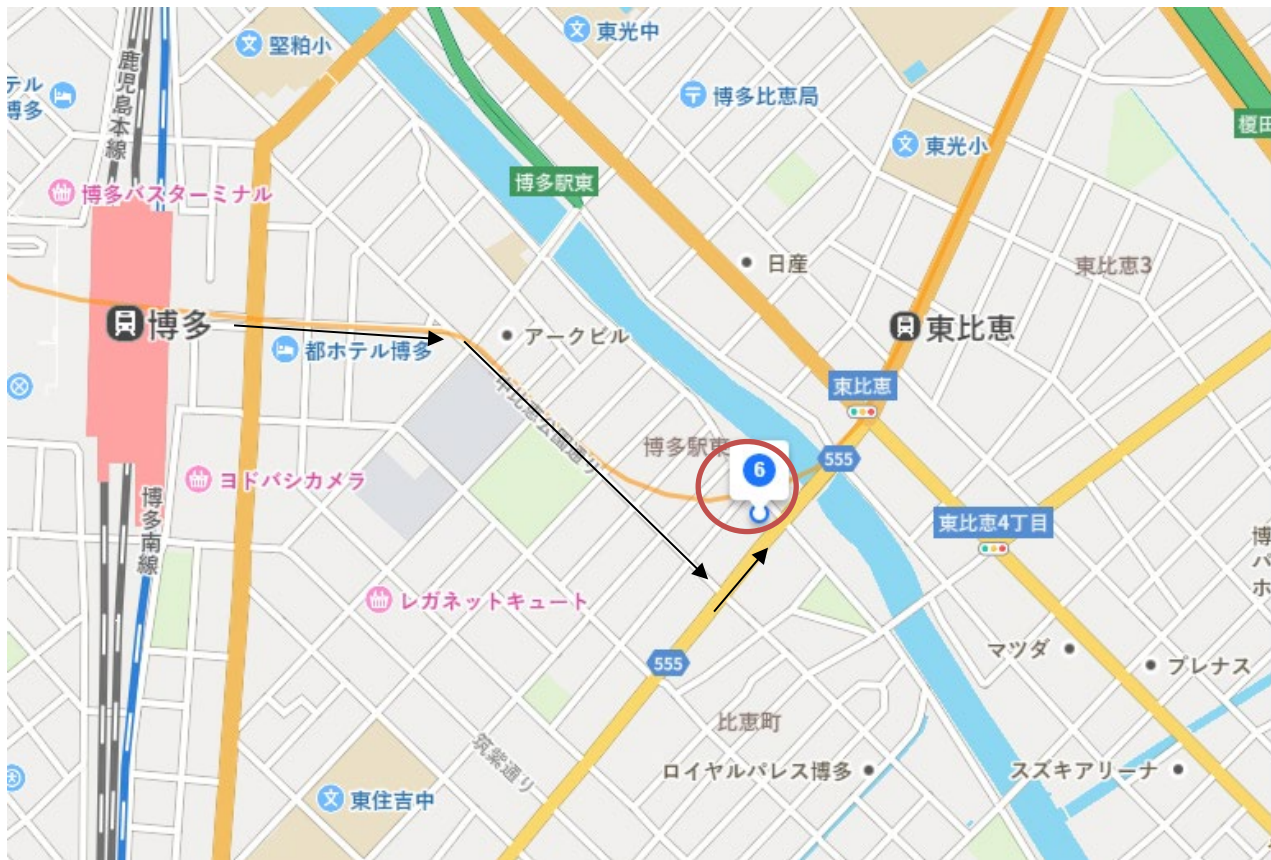 堅粕小
東光中
鹿児島本線
テル
博多
博多比恵局
榎田
東光小
博多駅東
博多バスターミナル
日産
東比恵3
博多
アークビル
東比恵
都ホテル博多
東比恵
中比恵公園通り
博多駅東
6
555
ヨドバシカメラ
博多南線
東比恵4丁目
博
パ
ホ
レガネットキュート
マツダ
プレナス
555
比恵町
筑紫通り
ロイヤルパレス博多
スズキアリーナ
東住吉中